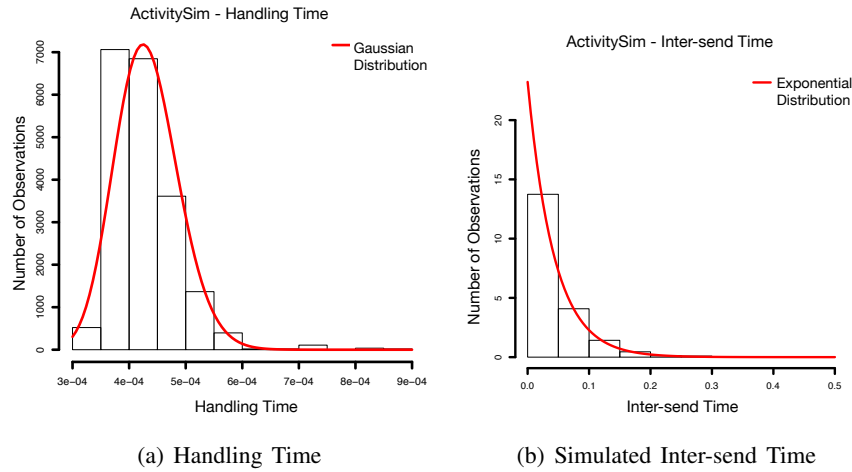 ActivitySim - Handling Time
Gaussian
Distribution
Number of Observations
7000
6000
5000
4000
3000
2000
1000
0
3e-04 4e-04 5e-04 6e-04 7e-04 8e-04 9e-04
Handling Time
(a) Handling Time
ActivitySim - Inter-send Time
Exponential
Distribution
Number of Observations
20
15
10
5
0
0.0 0.1 0.2 0.3 0.4 0.5
Inter-send Time
(b) Simulated Inter-send Time